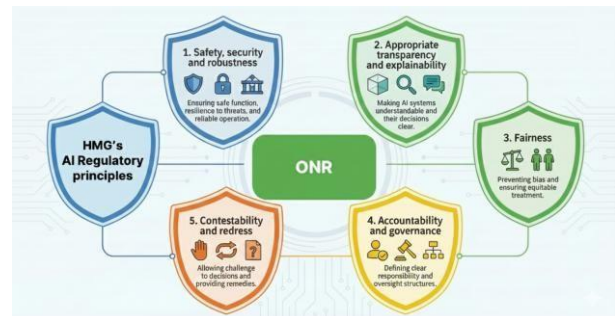 HMG's
AI Regulatory
principles
1. Safety, security
and robustness
Ensuring safe function,
resilience to threats, and
reliable operation.
2. Appropriate
transparency
and explainability
Making AI systems
understandable and
their decisions
clear.
3. Fairness
Preventing bias and
ensuring equitable
treatment.
ONR
5. Contestability
and redress
Allowing challenge
to decisions and
providing remedies.
4. Accountability
and governance
Defining clear
responsibility and
oversight structures.